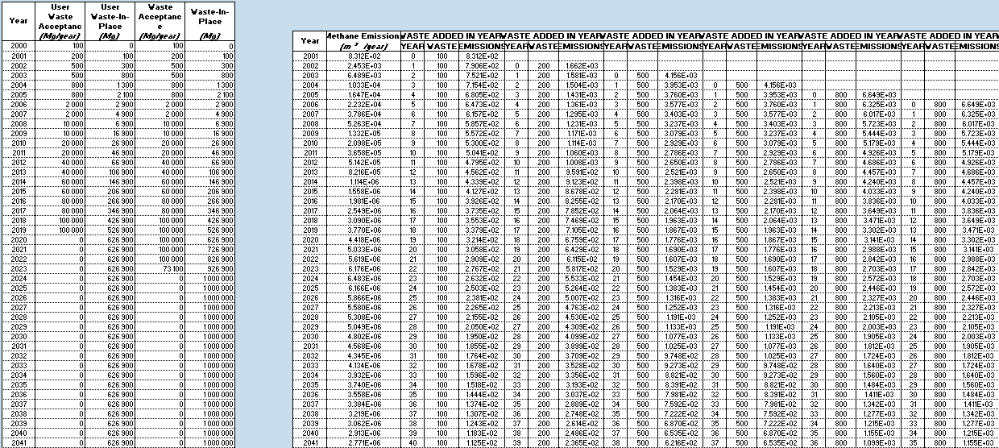 Year User Waste Acceptance (Mg/year) User Waste-In-Place (Mg) Waste Acceptance (Mg/year) Waste-In-Place (Mg)
Year Methane Emissions (m³/year) WASTE ADDED IN YEAR WASTE ADDED IN YEAR WASTE ADDED IN YEAR WASTE ADDED IN YEAR WASTE ADDED IN YEAR WASTE ADDED IN YEAR
YEAR WASTE EMISSIONS YEAR WASTE EMISSIONS YEAR WASTE EMISSIONS YEAR WASTE EMISSIONS YEAR WASTE EMISSIONS YEAR WASTE EMISSIONS
2000 100 0 100 0
2001 200 100 200 100 2001 8.312E+02 0 100 8.312E+02
2002 500 300 500 300 2002 2.453E+03 1 100 7.906E+02 0 200 1.662E+03
2003 500 800 500 800 2003 6.489E+03 2 100 7.521E+02 1 200 1.581E+03 0 500 4.156E+03
2004 800 1 300 800 1 300 2004 1.033E+04 3 100 7.154E+02 2 200 1.504E+03 1 500 3.953E+03 0 500 4.156E+03
2005 800 2 100 800 2 100 2005 1.647E+04 4 100 6.805E+02 3 200 1.431E+03 2 500 3.760E+03 1 500 3.953E+03 0 800 6.649E+03
2006 2 000 2 900 2 000 2 900 2006 2.232E+04 5 100 6.473E+02 4 200 1.361E+03 3 500 3.577E+03 2 500 3.760E+03 1 800 6.325E+03 0 800 6.649E+03
2007 2 000 4 900 2 000 4 900 2007 3.786E+04 6 100 6.157E+02 5 200 1.295E+03 4 500 3.403E+03 3 500 3.577E+03 2 800 6.017E+03 1 800 6.325E+03
2008 10 000 6 900 10 000 6 900 2008 5.263E+04 7 100 5.857E+02 6 200 1.231E+03 5 500 3.237E+03 4 500 3.403E+03 3 800 5.723E+03 2 800 6.017E+03
2009 10 000 16 900 10 000 16 900 2009 1.332E+05 8 100 5.572E+02 7 200 1.171E+03 6 500 3.079E+03 5 500 3.237E+03 4 800 5.444E+03 3 800 5.723E+03
2010 20 000 26 900 20 000 26 900 2010 2.098E+05 9 100 5.300E+02 8 200 1.114E+03 7 500 2.929E+03 6 500 3.079E+03 5 800 5.179E+03 4 800 5.444E+03
2011 20 000 46 900 20 000 46 900 2011 3.658E+05 10 100 5.041E+02 9 200 1.060E+03 8 500 2.786E+03 7 500 2.929E+03 6 800 4.926E+03 5 800 5.179E+03
2012 40 000 66 900 40 000 66 900 2012 5.142E+05 11 100 4.795E+02 10 200 1.008E+03 9 500 2.650E+03 8 500 2.786E+03 7 800 4.686E+03 6 800 4.926E+03
2013 40 000 106 900 40 000 106 900 2013 8.216E+05 12 100 4.562E+02 11 200 9.591E+02 10 500 2.521E+03 9 500 2.650E+03 8 800 4.457E+03 7 800 4.686E+03
2014 60 000 146 900 60 000 146 900 2014 1.114E+06 13 100 4.339E+02 12 200 9.123E+02 11 500 2.398E+03 10 500 2.521E+03 9 800 4.240E+03 8 800 4.457E+03
2015 60 000 206 900 60 000 206 900 2015 1.558E+06 14 100 4.127E+02 13 200 8.678E+02 12 500 2.281E+03 11 500 2.398E+03 10 800 4.033E+03 9 800 4.240E+03
2016 80 000 266 900 80 000 266 900 2016 1.981E+06 15 100 3.926E+02 14 200 8.255E+02 13 500 2.170E+03 12 500 2.281E+03 11 800 3.836E+03 10 800 4.033E+03
2017 80 000 346 900 80 000 346 900 2017 2.549E+06 16 100 3.735E+02 15 200 7.852E+02 14 500 2.064E+03 13 500 2.170E+03 12 800 3.649E+03 11 800 3.836E+03
2018 100 000 426 900 100 000 426 900 2018 3.090E+06 17 100 3.553E+02 16 200 7.469E+02 15 500 1.963E+03 14 500 2.064E+03 13 800 3.471E+03 12 800 3.649E+03
2019 100 000 526 900 100 000 526 900 2019 3.770E+06 18 100 3.379E+02 17 200 7.105E+02 16 500 1.867E+03 15 500 1.963E+03 14 800 3.302E+03 13 800 3.471E+03
2020 0 626 900 100 000 626 900 2020 4.418E+06 19 100 3.214E+02 18 200 6.759E+02 17 500 1.776E+03 16 500 1.867E+03 15 800 3.141E+03 14 800 3.302E+03
2021 0 626 900 100 000 726 900 2021 5.033E+06 20 100 3.058E+02 19 200 6.429E+02 18 500 1.690E+03 17 500 1.776E+03 16 800 2.988E+03 15 800 3.141E+03
2022 0 626 900 100 000 826 900 2022 5.619E+06 21 100 2.909E+02 20 200 6.115E+02 19 500 1.607E+03 18 500 1.690E+03 17 800 2.842E+03 16 800 2.988E+03
2023 0 626 900 73 100 926 900 2023 6.176E+06 22 100 2.767E+02 21 200 5.817E+02 20 500 1.529E+03 19 500 1.607E+03 18 800 2.703E+03 17 800 2.842E+03
2024 0 626 900 0 1 000 000 2024 6.483E+06 23 100 2.632E+02 22 200 5.533E+02 21 500 1.454E+03 20 500 1.529E+03 19 800 2.572E+03 18 800 2.703E+03
2025 0 626 900 0 1 000 000 2025 6.166E+06 24 100 2.503E+02 23 200 5.264E+02 22 500 1.383E+03 21 500 1.454E+03 20 800 2.446E+03 19 800 2.572E+03
2026 0 626 900 0 1 000 000 2026 5.866E+06 25 100 2.381E+02 24 200 5.007E+02 23 500 1.316E+03 22 500 1.383E+03 21 800 2.327E+03 20 800 2.446E+03
2027 0 626 900 0 1 000 000 2027 5.580E+06 26 100 2.265E+02 25 200 4.763E+02 24 500 1.252E+03 23 500 1.316E+03 22 800 2.213E+03 21 800 2.327E+03
2028 0 626 900 0 1 000 000 2028 5.308E+06 27 100 2.155E+02 26 200 4.530E+02 25 500 1.191E+03 24 500 1.252E+03 23 800 2.105E+03 22 800 2.213E+03
2029 0 626 900 0 1 000 000 2029 5.049E+06 28 100 2.050E+02 27 200 4.309E+02 26 500 1.133E+03 25 500 1.191E+03 24 800 2.003E+03 23 800 2.105E+03
2030 0 626 900 0 1 000 000 2030 4.802E+06 29 100 1.950E+02 28 200 4.099E+02 27 500 1.077E+03 26 500 1.133E+03 25 800 1.905E+03 24 800 2.003E+03
2031 0 626 900 0 1 000 000 2031 4.568E+06 30 100 1.855E+02 29 200 3.899E+02 28 500 1.025E+03 27 500 1.077E+03 26 800 1.812E+03 25 800 1.905E+03
2032 0 626 900 0 1 000 000 2032 4.345E+06 31 100 1.764E+02 30 200 3.709E+02 29 500 9.748E+02 28 500 1.025E+03 27 800 1.724E+03 26 800 1.812E+03
2033 0 626 900 0 1 000 000 2033 4.134E+06 32 100 1.678E+02 31 200 3.528E+02 30 500 9.273E+02 29 500 9.748E+02 28 800 1.640E+03 27 800 1.724E+03
2034 0 626 900 0 1 000 000 2034 3.932E+06 33 100 1.596E+02 32 200 3.356E+02 31 500 8.821E+02 30 500 9.273E+02 29 800 1.560E+03 28 800 1.640E+03
2035 0 626 900 0 1 000 000 2035 3.740E+06 34 100 1.518E+02 33 200 3.193E+02 32 500 8.391E+02 31 500 8.821E+02 30 800 1.484E+03 29 800 1.560E+03
2036 0 626 900 0 1 000 000 2036 3.558E+06 35 100 1.444E+02 34 200 3.037E+02 33 500 7.981E+02 32 500 8.391E+02 31 800 1.411E+03 30 800 1.484E+03
2037 0 626 900 0 1 000 000 2037 3.384E+06 36 100 1.374E+02 35 200 2.889E+02 34 500 7.592E+02 33 500 7.981E+02 32 800 1.342E+03 31 800 1.411E+03
2038 0 626 900 0 1 000 000 2038 3.219E+06 37 100 1.307E+02 36 200 2.748E+02 35 500 7.222E+02 34 500 7.592E+02 33 800 1.277E+03 32 800 1.342E+03
2039 0 626 900 0 1 000 000 2039 3.062E+06 38 100 1.243E+02 37 200 2.614E+02 36 500 6.870E+02 35 500 7.222E+02 34 800 1.215E+03 33 800 1.277E+03
2040 0 626 900 0 1 000 000 2040 2.913E+06 39 100 1.183E+02 38 200 2.486E+02 37 500 6.535E+02 36 500 6.870E+02 35 800 1.155E+03 34 800 1.215E+03
2041 0 626 900 0 1 000 000 2041 2.771E+06 40 100 1.125E+02 39 200 2.365E+02 38 500 6.216E+02 37 500 6.535E+02 36 800 1.099E+03 35 800 1.155E+03